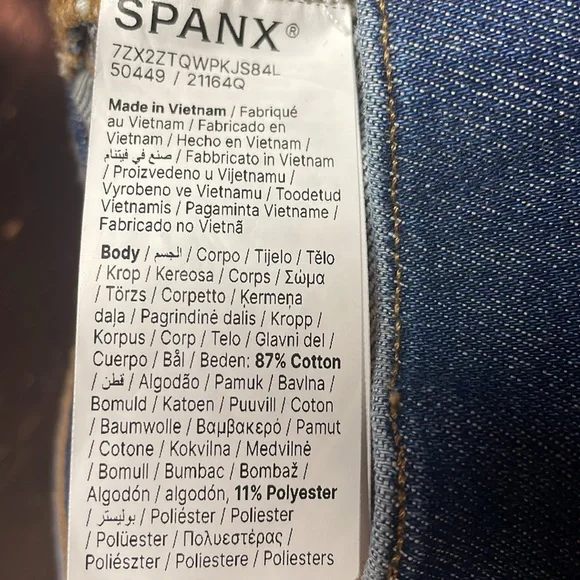 SPANX®
7ZX2ZTQWPKJS84L
50449 / 21164Q
Made in Vietnam / Fabriqué
au Vietnam / Fabricado en
Vietnam / Hecho en Vietnam /
صنع في فيتنام / Fabbricato in Vietnam
/ Proizvedeno u Vijetnamu /
Vyrobeno ve Vietnamu / Toodetud
Vietnamis / Pagaminta Vietname /
Fabricado no Vietnã
Body / الجسم / Corpo / Tijelo / Tělo
/ Krop / Kereosa / Corps / Σώμα
/ Törzs / Corpetto / Ķermeņa
daļa / Pagrindinė dalis / Kropp /
Korpus / Corp / Telo / Glavni del /
Cuerpo / Bål / Beden: 87% Cotton
/ قطن / Algodão / Pamuk / Bavlna /
Bomuld / Katoen / Puuvill / Coton
/ Baumwolle / Βαμβακερό / Pamut
/ Cotone / Kokvilna / Medvilnė
/ Bomull / Bumbac / Bombaž /
Algodón / algodón, 11% Polyester
/ بوليستر / Poliéster / Poliester
/ Polüester / Πολυεστέρας /
Poliészter / Poliestere / Poliesters